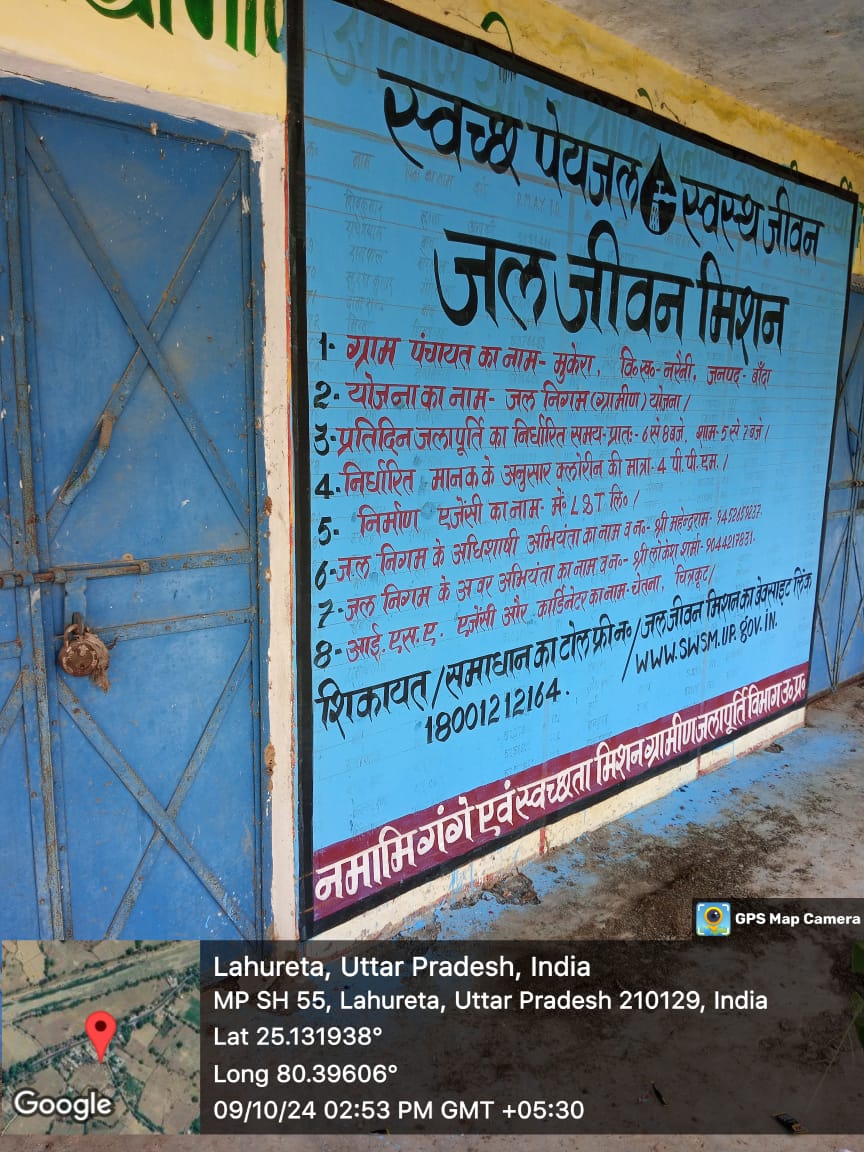 स्वच्छ पेयजल स्वस्थ जीवन
जल जीवन मिशन
1- ग्राम पंचायत का नाम- मुकेरा, वि०ख०- नरैनी, जनपद- बाँदा
2- योजना का नाम- जल निगम (ग्रामीण) योजना/
3- प्रतिदिन जलापूर्ति का निर्धारित समय- प्रातः- 6 से 8 बजे, शाम- 5 से 7 बजे/
4- निर्धारित मानक के अनुसार क्लोरीन की मात्रा- 4 पी.पी.एम./
5- निर्माण एजेंसी का नाम- मे० L&T लि०/
6- जल निगम के अधिशाषी अभियंता का नाम व न०- श्री महेन्द्रराम-
7- जल निगम के अवर अभियंता का नाम व न०- श्री लोकेश शर्मा- 9044217831.
8- आई.एस.ए. एजेंसी और कार्डिनेटर का नाम- चेतना, चित्रकूट/
शिकायत/समाधान का टोल फ्री न०/जल जीवन मिशन का वेवसाइट लिंक
18001212164. /WWW.SWSM.UP.gov.in.
नमामि गंगे एवं स्वच्छता मिशन ग्रामीण जलापूर्ति विभाग उ०प्र०
GPS Map Camera
Lahureta, Uttar Pradesh, India
MP SH 55, Lahureta, Uttar Pradesh 210129, India
Lat 25.131938°
Long 80.39606°
09/10/24 02:53 PM GMT +05:30
Google